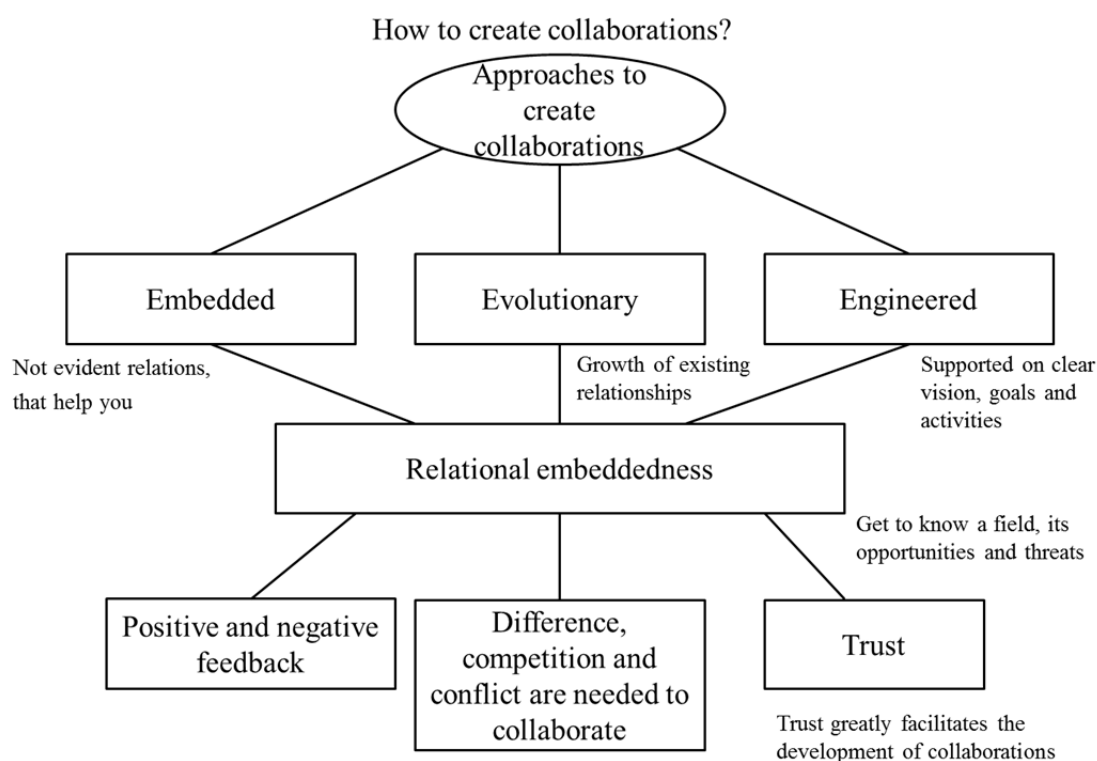 How to create collaborations?
Approaches to
create
collaborations
Embedded
Evolutionary
Engineered
Not evident relations,
that help you
Growth of existing
relationships
Supported on clear
vision, goals and
activities
Relational embeddedness
Get to know a field, its
opportunities and threats
Positive and negative
feedback
Difference,
competition and
conflict are needed to
collaborate
Trust
Trust greatly facilitates the
development of collaborations